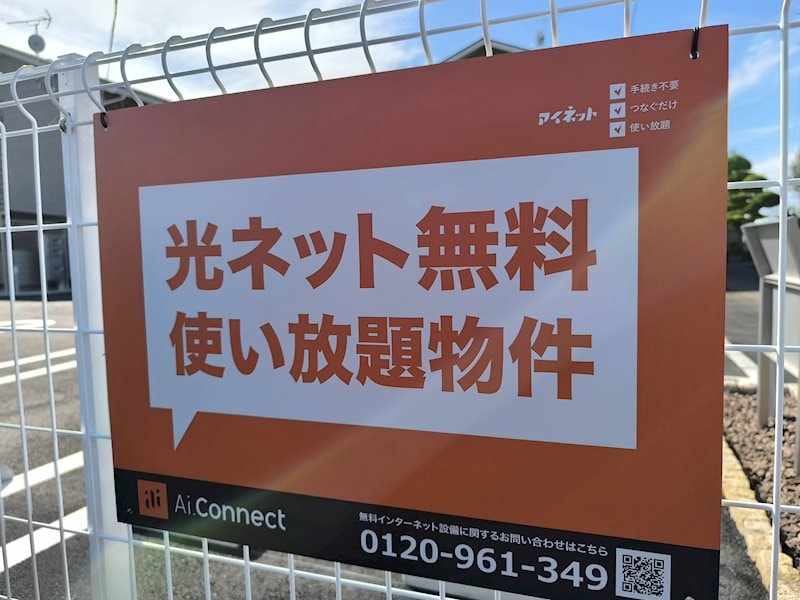 アイネット
手続き不要
つなぐだけ
使い放題
光ネット無料
使い放題物件
ai Ai.Connect
無料インターネット設備に関するお問い合わせはこちら
0120-961-349